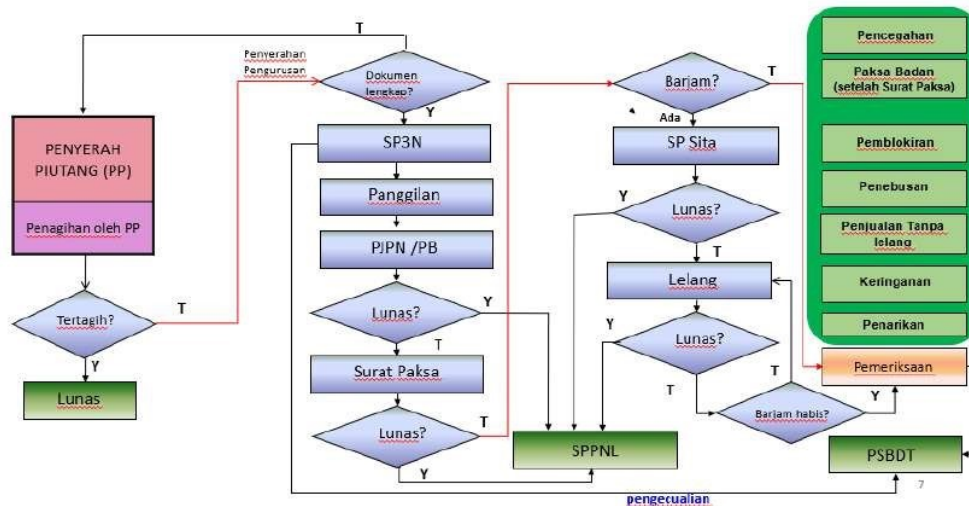 T
Penyerahan
Pengurusan
Dokumen
lengkap?
Y
PENYERAH
PIUTANG (PP)
Penagihan oleh PP
Tertagih?
T
Y
Lunas
SP3N
Panggilan
PJPN /PB
Lunas?
Y
T
Surat Paksa
Lunas?
T
Y
Barjam?
T
Ada
SP Sita
Lunas?
Y
T
Lelang
Lunas?
Y
T
Barjam habis?
T
Y
SPPNL
pengecualian
Pencegahan
Paksa Badan
(setelah Surat Paksa)
Pemblokiran
Penebusan
Penjualan Tanpa
lelang
Keringanan
Penarikan
Pemeriksaan
PSBDT
7